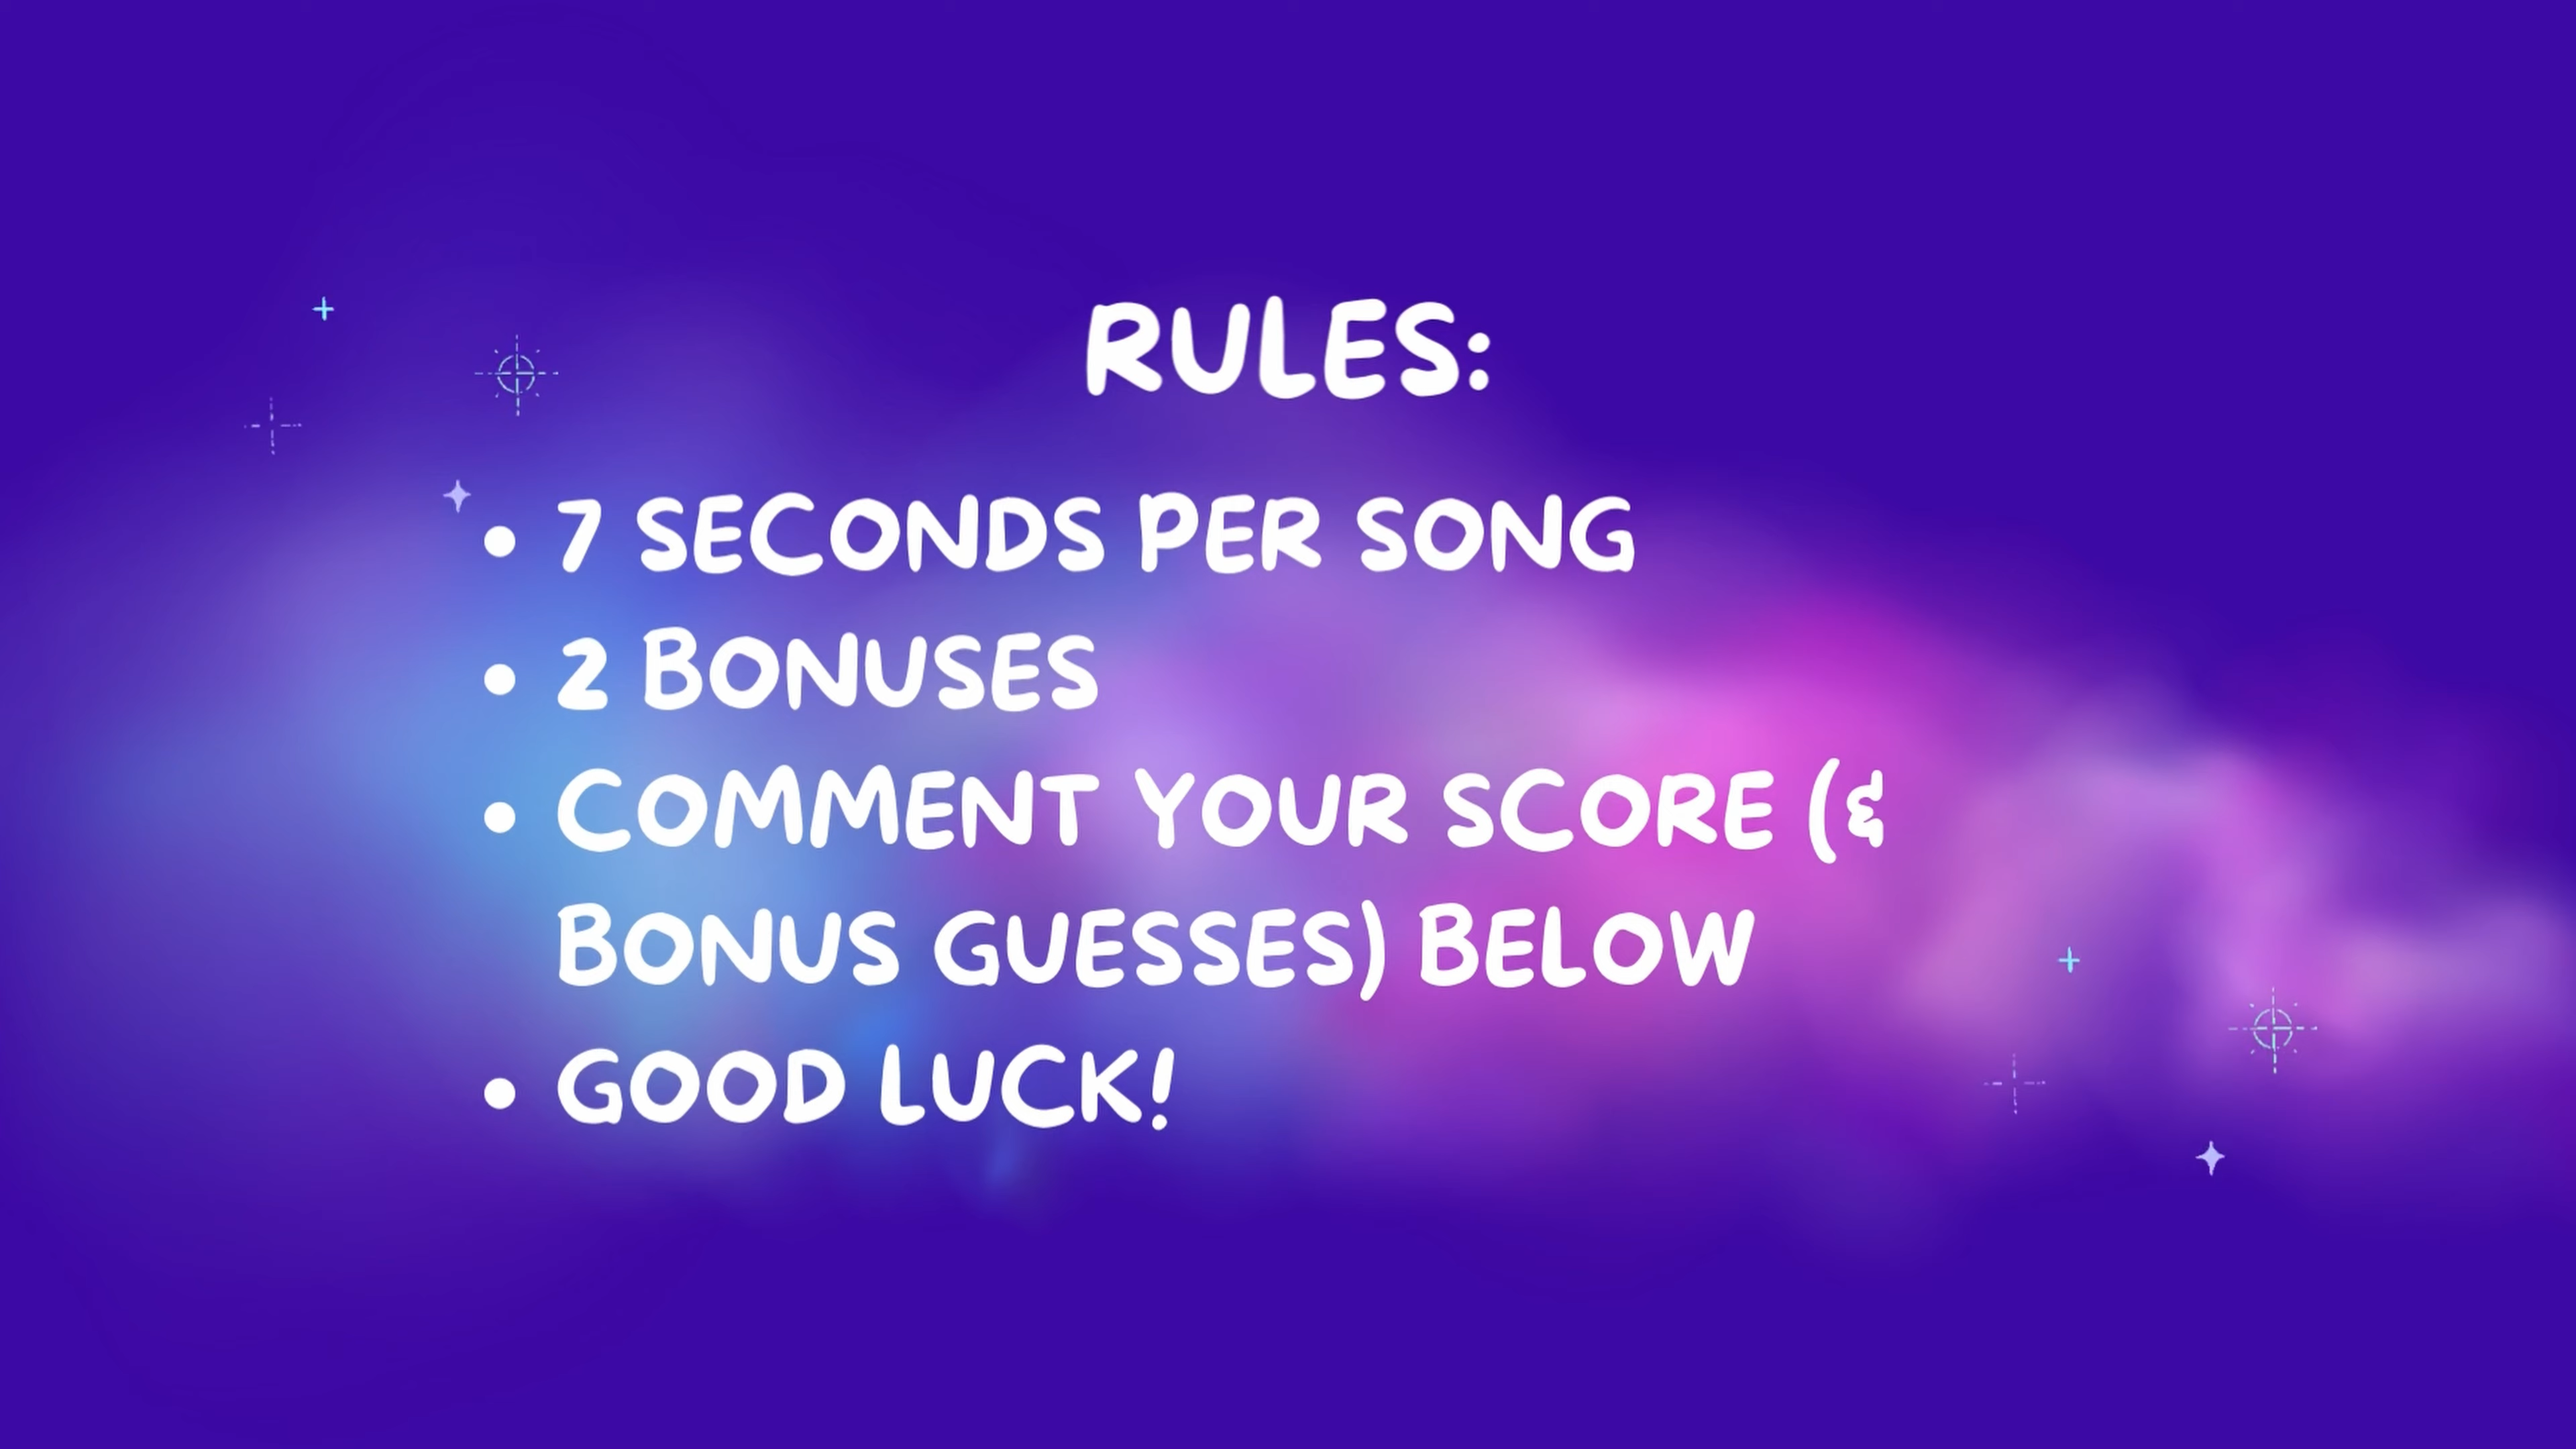 RULES:
• 7 SECONDS PER SONG
• 2 BONUSES
• COMMENT YOUR SCORE (&
BONUS GUESSES) BELOW
• GOOD LUCK!